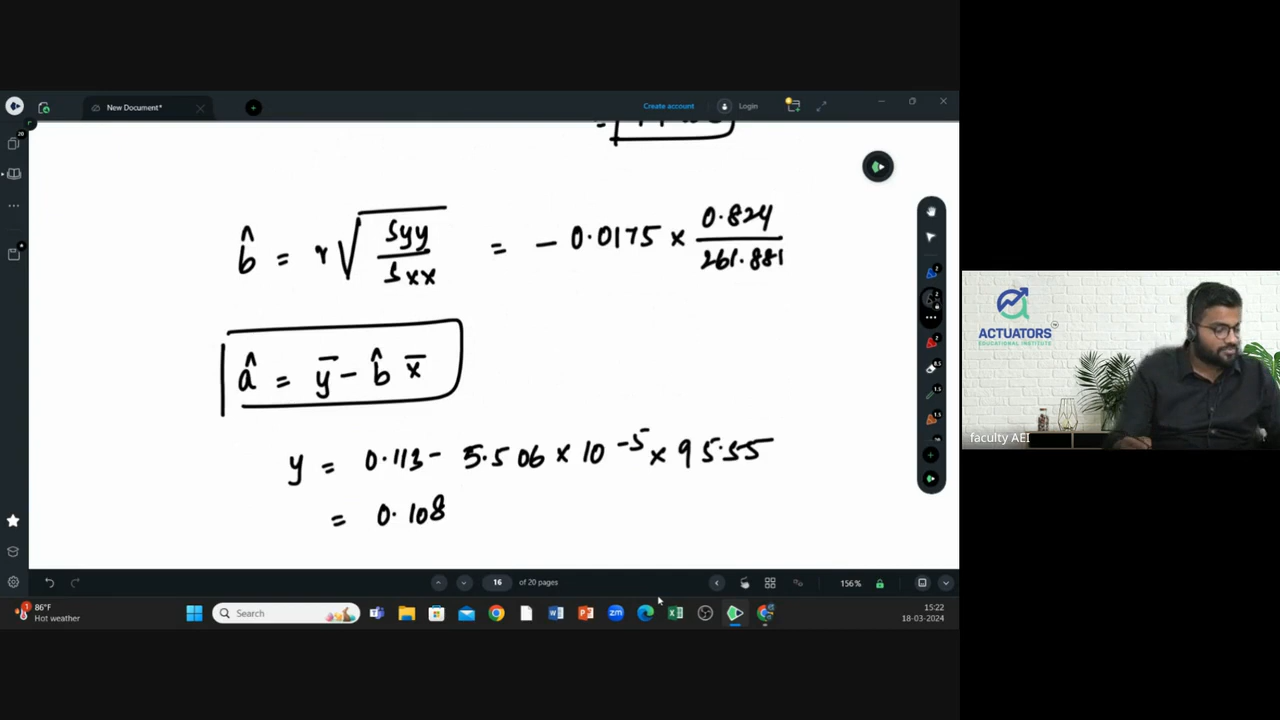 New Document*
Create account
Login
b̂ = r √(Syy / Sxx) = - 0.0175 × 0.824 / 261.881
â = ȳ - b̂ x̄
y = 0.113 - 5.506 × 10^-5 × 95.55
= 0.108
ACTUATORS
EDUCATIONAL INSTITUTE
faculty AEI
16 of 20 pages
156%
86°F
Hot weather
Search
15:22
18-03-2024